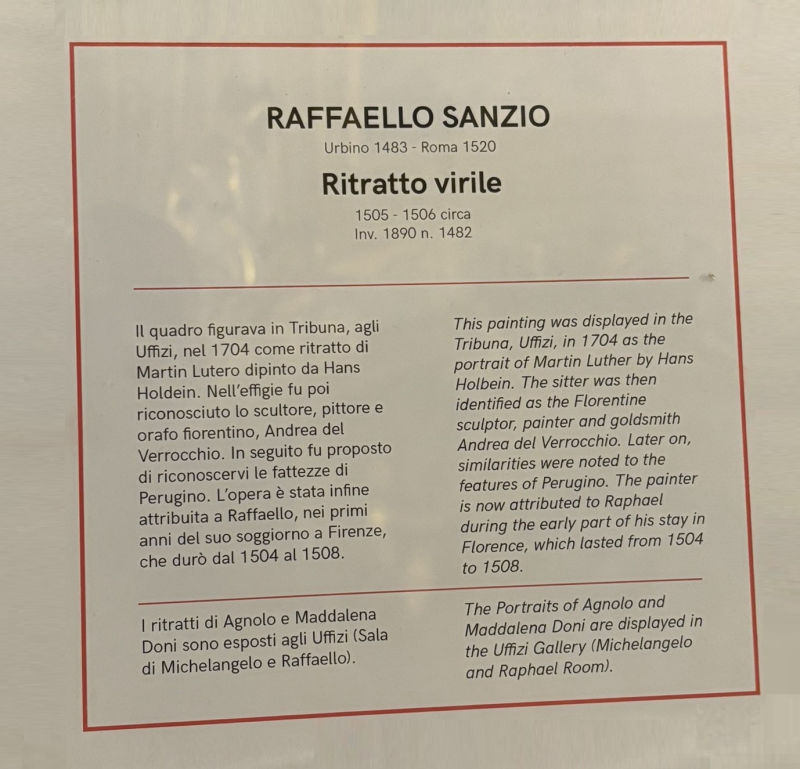 RAFFAELLO SANZIO
Urbino 1483 - Roma 1520
Ritratto virile
1505 - 1506 circa
Inv. 1890 n. 1482
Il quadro figurava in Tribuna, agli
Uffizi, nel 1704 come ritratto di
Martin Lutero dipinto da Hans
Holdein. Nell'effigie fu poi
riconosciuto lo scultore, pittore e
orafo fiorentino, Andrea del
Verrocchio. In seguito fu proposto
di riconoscervi le fattezze di
Perugino. L'opera è stata infine
attribuita a Raffaello, nei primi
anni del suo soggiorno a Firenze,
che durò dal 1504 al 1508.
This painting was displayed in the
Tribuna, Uffizi, in 1704 as the
portrait of Martin Luther by Hans
Holbein. The sitter was then
identified as the Florentine
sculptor, painter and goldsmith
Andrea del Verrocchio. Later on,
similarities were noted to the
features of Perugino. The painter
is now attributed to Raphael
during the early part of his stay in
Florence, which lasted from 1504
to 1508.
I ritratti di Agnolo e Maddalena
Doni sono esposti agli Uffizi (Sala
di Michelangelo e Raffaello).
The Portraits of Agnolo and
Maddalena Doni are displayed in
the Uffizi Gallery (Michelangelo
and Raphael Room).